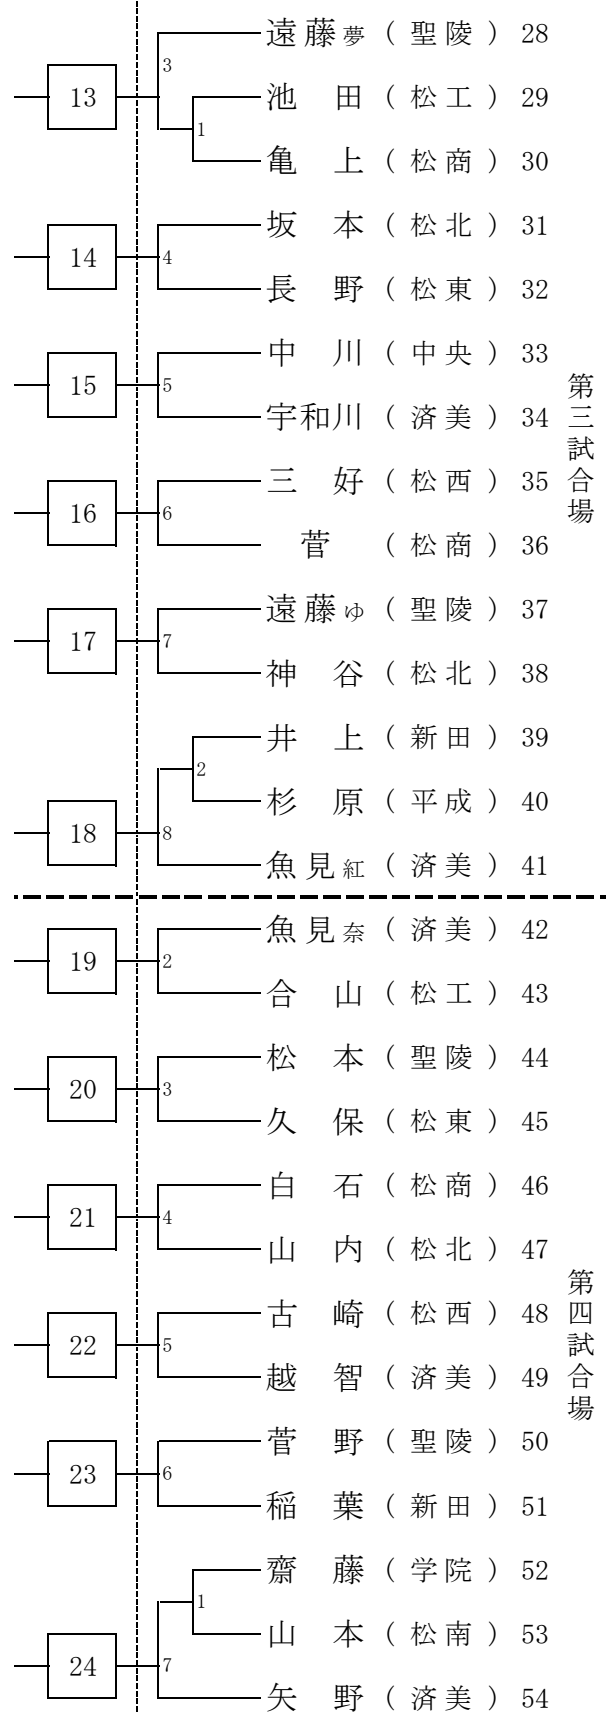 遠藤夢 （ 聖陵 ） 28
3
13
池　田 （ 松工 ） 29
1
亀　上 （ 松商 ） 30
坂　本 （ 松北 ） 31
14
4
長　野 （ 松東 ） 32
中　川 （ 中央 ） 33
15
5
宇和川 （ 済美 ） 34
三　好 （ 松西 ） 35
16
6
菅 （ 松商 ） 36
第三試合場
遠藤ゅ （ 聖陵 ） 37
17
7
神　谷 （ 松北 ） 38
井　上 （ 新田 ） 39
2
杉　原 （ 平成 ） 40
18
8
魚見紅 （ 済美 ） 41
魚見奈 （ 済美 ） 42
19
2
合　山 （ 松工 ） 43
松　本 （ 聖陵 ） 44
20
3
久　保 （ 松東 ） 45
白　石 （ 松商 ） 46
21
4
山　内 （ 松北 ） 47
古　崎 （ 松西 ） 48
22
5
越　智 （ 済美 ） 49
第四試合場
菅　野 （ 聖陵 ） 50
23
6
稲　葉 （ 新田 ） 51
齋　藤 （ 学院 ） 52
1
山　本 （ 松南 ） 53
24
7
矢　野 （ 済美 ） 54